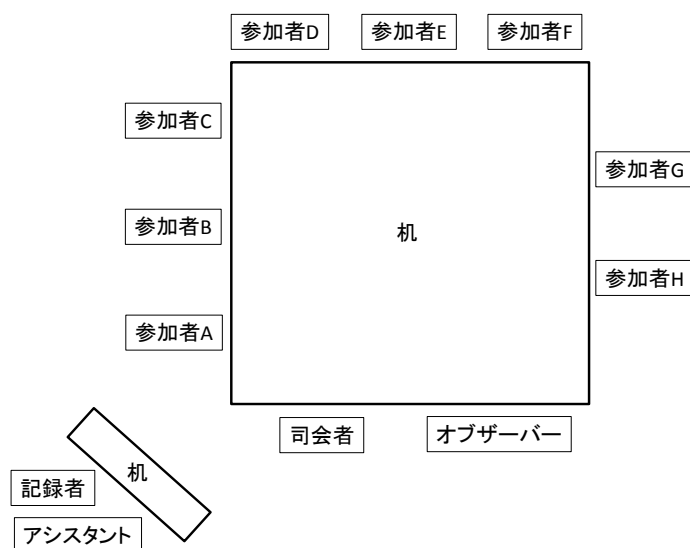 参加者D
参加者E
参加者F
参加者C
参加者G
参加者B
机
参加者H
参加者A
司会者
オブザーバー
机
記録者
アシスタント